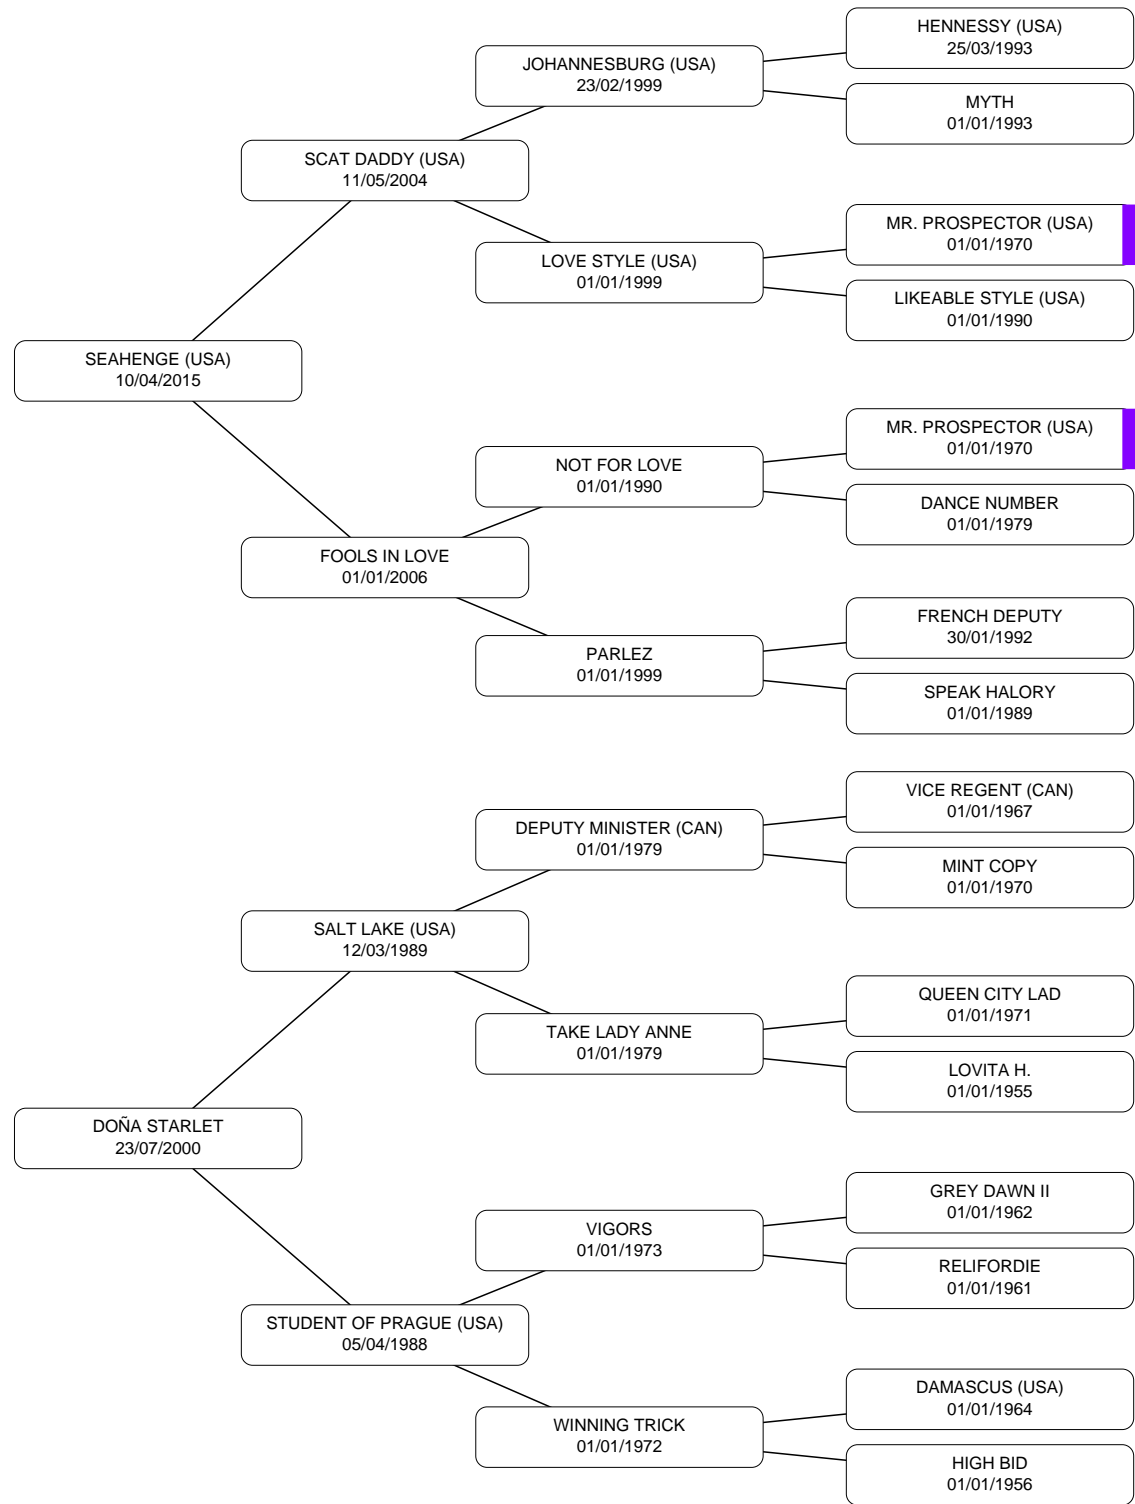 HENNESSY (USA)
25/03/1993
JOHANNESBURG (USA)
23/02/1999
MYTH
01/01/1993
SCAT DADDY (USA)
11/05/2004
MR. PROSPECTOR (USA)
01/01/1970
LOVE STYLE (USA)
01/01/1999
LIKEABLE STYLE (USA)
01/01/1990
SEAHENGE (USA)
10/04/2015
MR. PROSPECTOR (USA)
01/01/1970
NOT FOR LOVE
01/01/1990
DANCE NUMBER
01/01/1979
FOOLS IN LOVE
01/01/2006
FRENCH DEPUTY
30/01/1992
PARLEZ
01/01/1999
SPEAK HALORY
01/01/1989
VICE REGENT (CAN)
01/01/1967
DEPUTY MINISTER (CAN)
01/01/1979
MINT COPY
01/01/1970
SALT LAKE (USA)
12/03/1989
QUEEN CITY LAD
01/01/1971
TAKE LADY ANNE
01/01/1979
LOVITA H.
01/01/1955
DOÑA STARLET
23/07/2000
GREY DAWN II
01/01/1962
VIGORS
01/01/1973
RELIFORDIE
01/01/1961
STUDENT OF PRAGUE (USA)
05/04/1988
DAMASCUS (USA)
01/01/1964
WINNING TRICK
01/01/1972
HIGH BID
01/01/1956